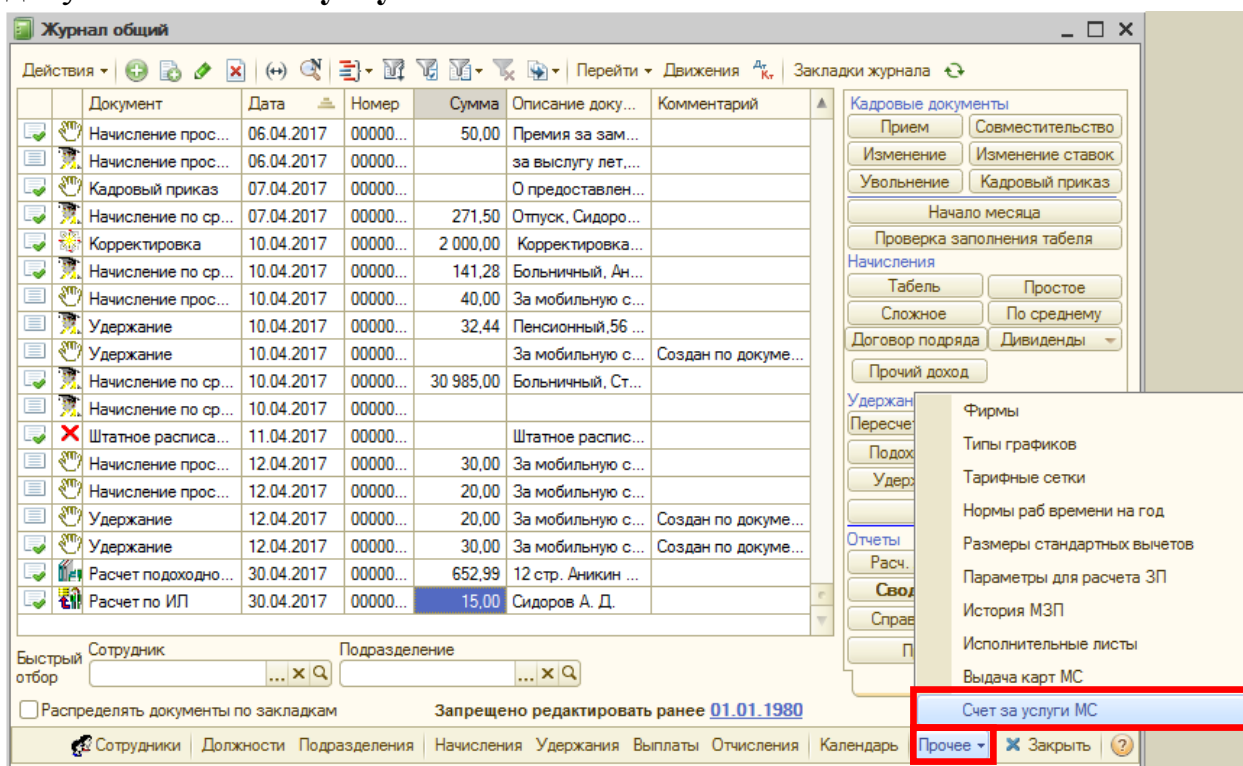 Журнал общий
Действия Перейти Движения Дт Кт Закладки журнала
Документ Дата Номер Сумма Описание доку... Комментарий
Начисление прос... 06.04.2017 00000... 50,00 Премия за зам...
Начисление прос... 06.04.2017 00000... за выслугу лет,...
Кадровый приказ 07.04.2017 00000... О предоставлен...
Начисление по ср... 07.04.2017 00000... 271,50 Отпуск, Сидоро...
Корректировка 10.04.2017 00000... 2 000,00 Корректировка...
Начисление по ср... 10.04.2017 00000... 141,28 Больничный, Ан...
Начисление прос... 10.04.2017 00000... 40,00 За мобильную с...
Удержание 10.04.2017 00000... 32,44 Пенсионный,56 ...
Удержание 10.04.2017 00000... За мобильную с... Создан по докуме...
Начисление по ср... 10.04.2017 00000... 30 985,00 Больничный, Ст...
Начисление по ср... 10.04.2017 00000...
Штатное расписа... 11.04.2017 00000... Штатное распис...
Начисление прос... 12.04.2017 00000... 30,00 За мобильную с...
Начисление прос... 12.04.2017 00000... 20,00 За мобильную с...
Удержание 12.04.2017 00000... 20,00 За мобильную с... Создан по докуме...
Удержание 12.04.2017 00000... 30,00 За мобильную с... Создан по докуме...
Расчет подоходно... 30.04.2017 00000... 652,99 12 стр. Аникин ...
Расчет по ИЛ 30.04.2017 00000... 15,00 Сидоров А. Д.
Кадровые документы
Прием Совместительство
Изменение Изменение ставок
Увольнение Кадровый приказ
Начало месяца
Проверка заполнения табеля
Начисления
Табель Простое
Сложное По среднему
Договор подряда Дивиденды
Прочий доход
Удержан
Пересче
Подох
Удер
Отчеты
Расч.
Свод
Справ
П
Фирмы
Типы графиков
Тарифные сетки
Нормы раб времени на год
Размеры стандартных вычетов
Параметры для расчета ЗП
История МЗП
Исполнительные листы
Выдача карт МС
Счет за услуги МС
Быстрый отбор
Сотрудник ... Подразделение ...
Распределять документы по закладкам Запрещено редактировать ранее 01.01.1980
Сотрудники Должности Подразделения Начисления Удержания Выплаты Отчисления Календарь Прочее Закрыть ?